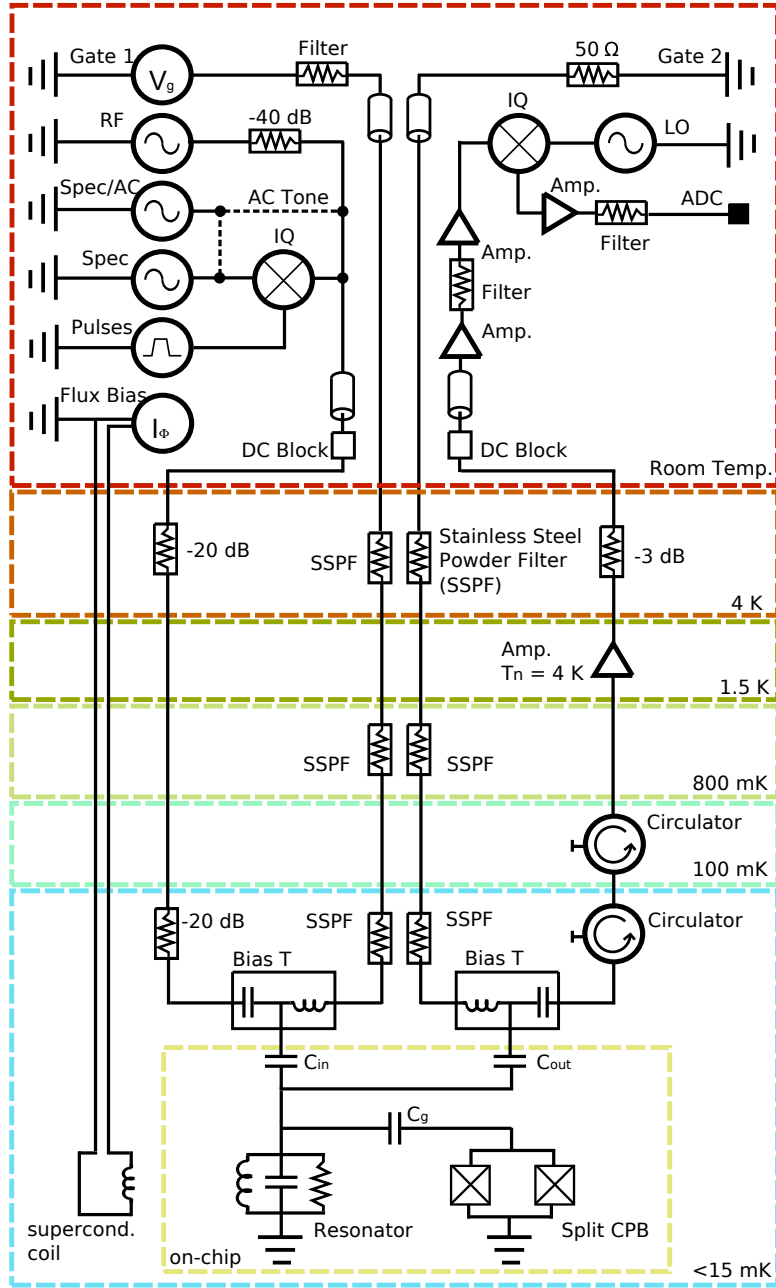 Gate 1
Filter
50 Ω
Gate 2
Vg
RF
-40 dB
IQ
LO
Spec/AC
AC Tone
Amp.
ADC
Filter
Spec
IQ
Amp.
Filter
Pulses
Amp.
Flux Bias
IΦ
DC Block
DC Block
Room Temp.
-20 dB
SSPF
Stainless Steel
Powder Filter
(SSPF)
-3 dB
4 K
Amp.
Tn = 4 K
1.5 K
SSPF
SSPF
800 mK
Circulator
100 mK
-20 dB
SSPF
SSPF
Circulator
Bias T
Bias T
Cin
Cout
Cg
supercond.
coil
Resonator
Split CPB
on-chip
<15 mK